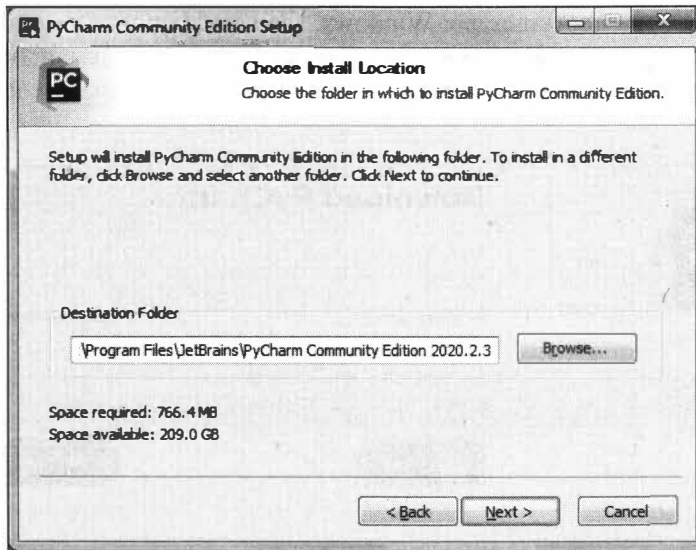 PyCharm Community Edition Setup
PC
Choose Install Location
Choose the folder in which to install PyCharm Community Edition.
Setup will install PyCharm Community Edition in the following folder. To install in a different
folder, click Browse and select another folder. Click Next to continue.
Destination Folder
\Program Files\JetBrains\PyCharm Community Edition 2020.2.3
Browse...
Space required: 766.4 MB
Space available: 209.0 GB
< Back
Next >
Cancel